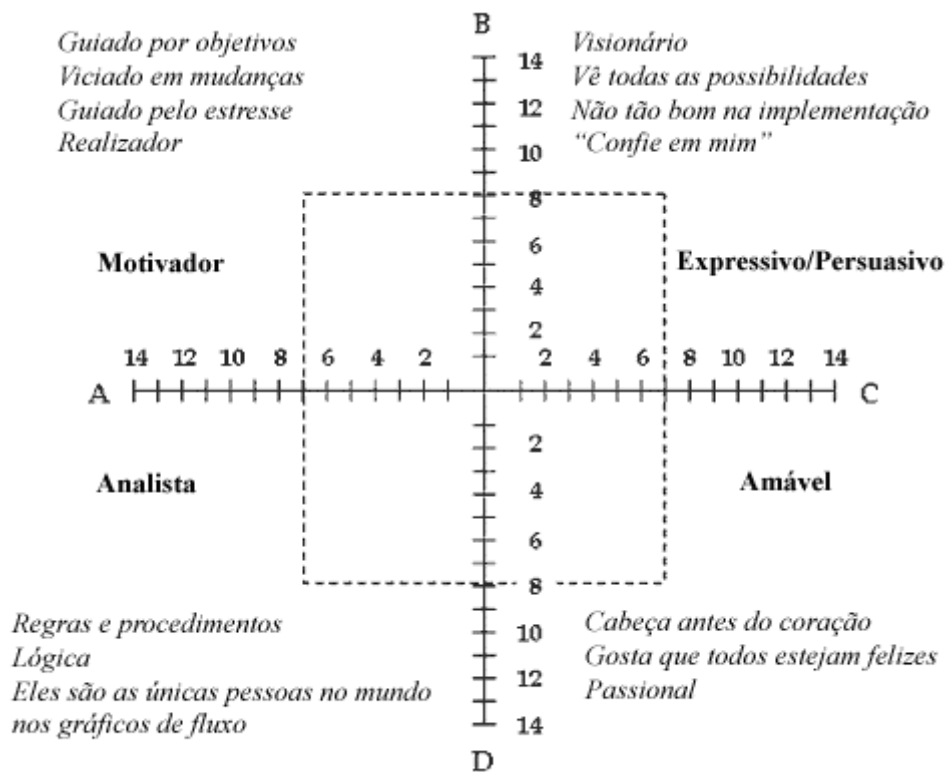 B
Guiado por objetivos
Viciado em mudanças
Guiado pelo estresse
Realizador
Visionário
Vê todas as possibilidades
Não tão bom na implementação
“Confie em mim”
14
12
10
8
6
4
2
Motivador
Expressivo/Persuasivo
14 12 10 8 6 4 2
2 4 6 8 10 12 14
A
C
Analista
Amável
2
4
6
8
10
12
14
Regras e procedimentos
Lógica
Eles são as únicas pessoas no mundo
nos gráficos de fluxo
Cabeça antes do coração
Gosta que todos estejam felizes
Passional
D